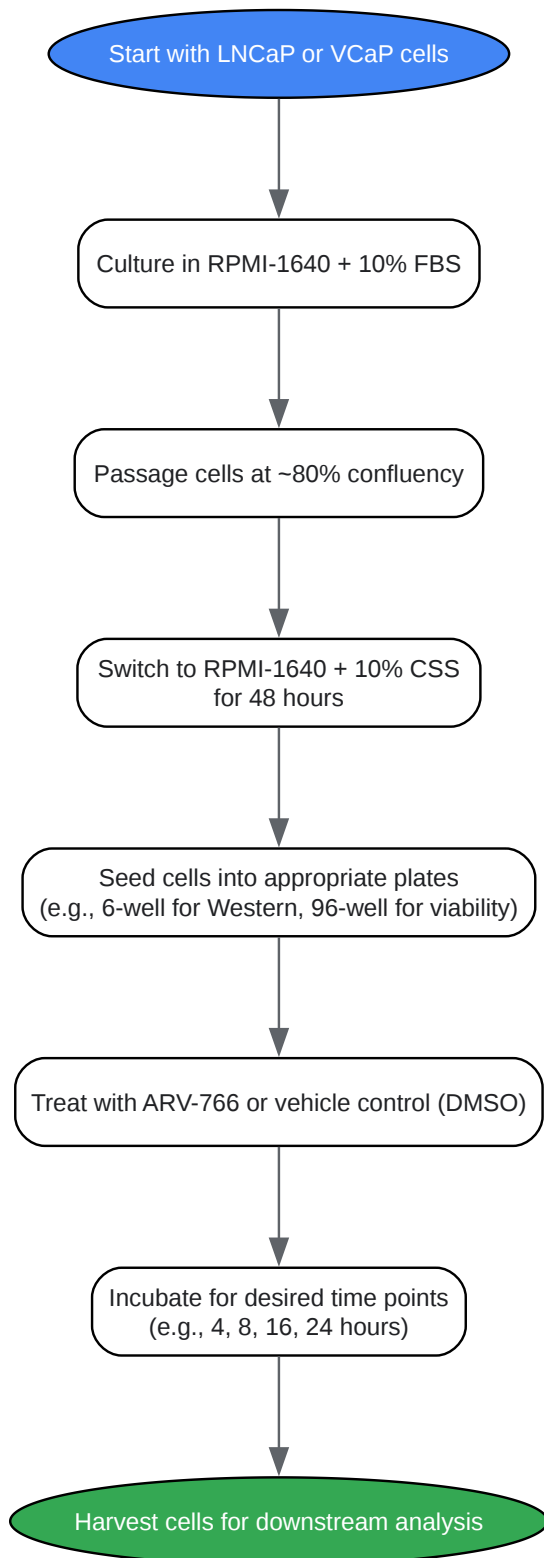 Start with LNCaP or VCaP cells
Culture in RPMI-1640 + 10% FBS
Passage cells at ~80% confluency
Switch to RPMI-1640 + 10% CSS
for 48 hours
Seed cells into appropriate plates
(e.g., 6-well for Western, 96-well for viability)
Treat with ARV-766 or vehicle control (DMSO)
Incubate for desired time points
(e.g., 4, 8, 16, 24 hours)
Harvest cells for downstream analysis